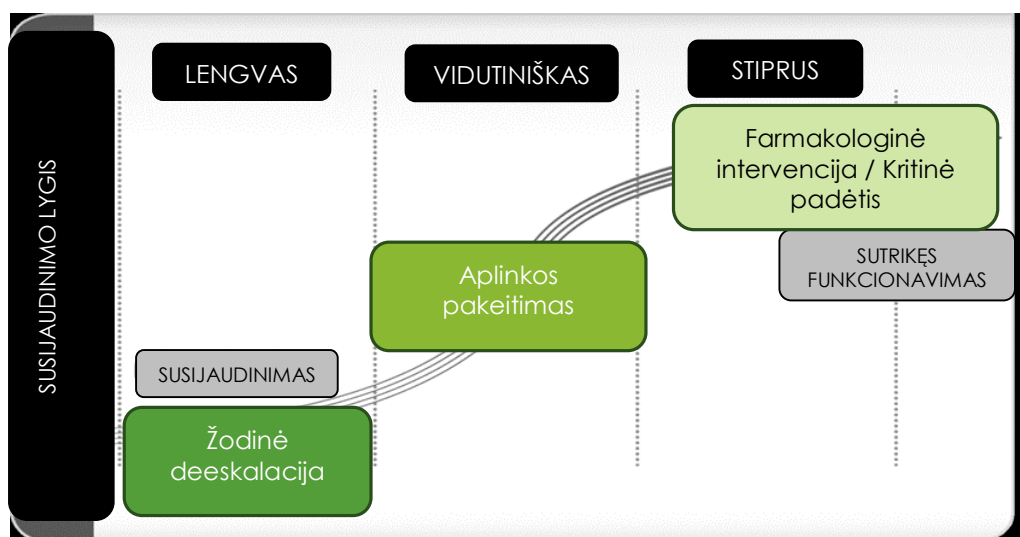 SUSIJAUDINIMO LYGIS
LENGVAS
VIDUTINIŠKAS
STIPRUS
Farmakologinė
intervencija / Kritinė
padėtis
SUTRIKĘS
FUNKCIONAVIMAS
Aplinkos
pakeitimas
SUSIJAUDINIMAS
Žodinė
deeskalacija